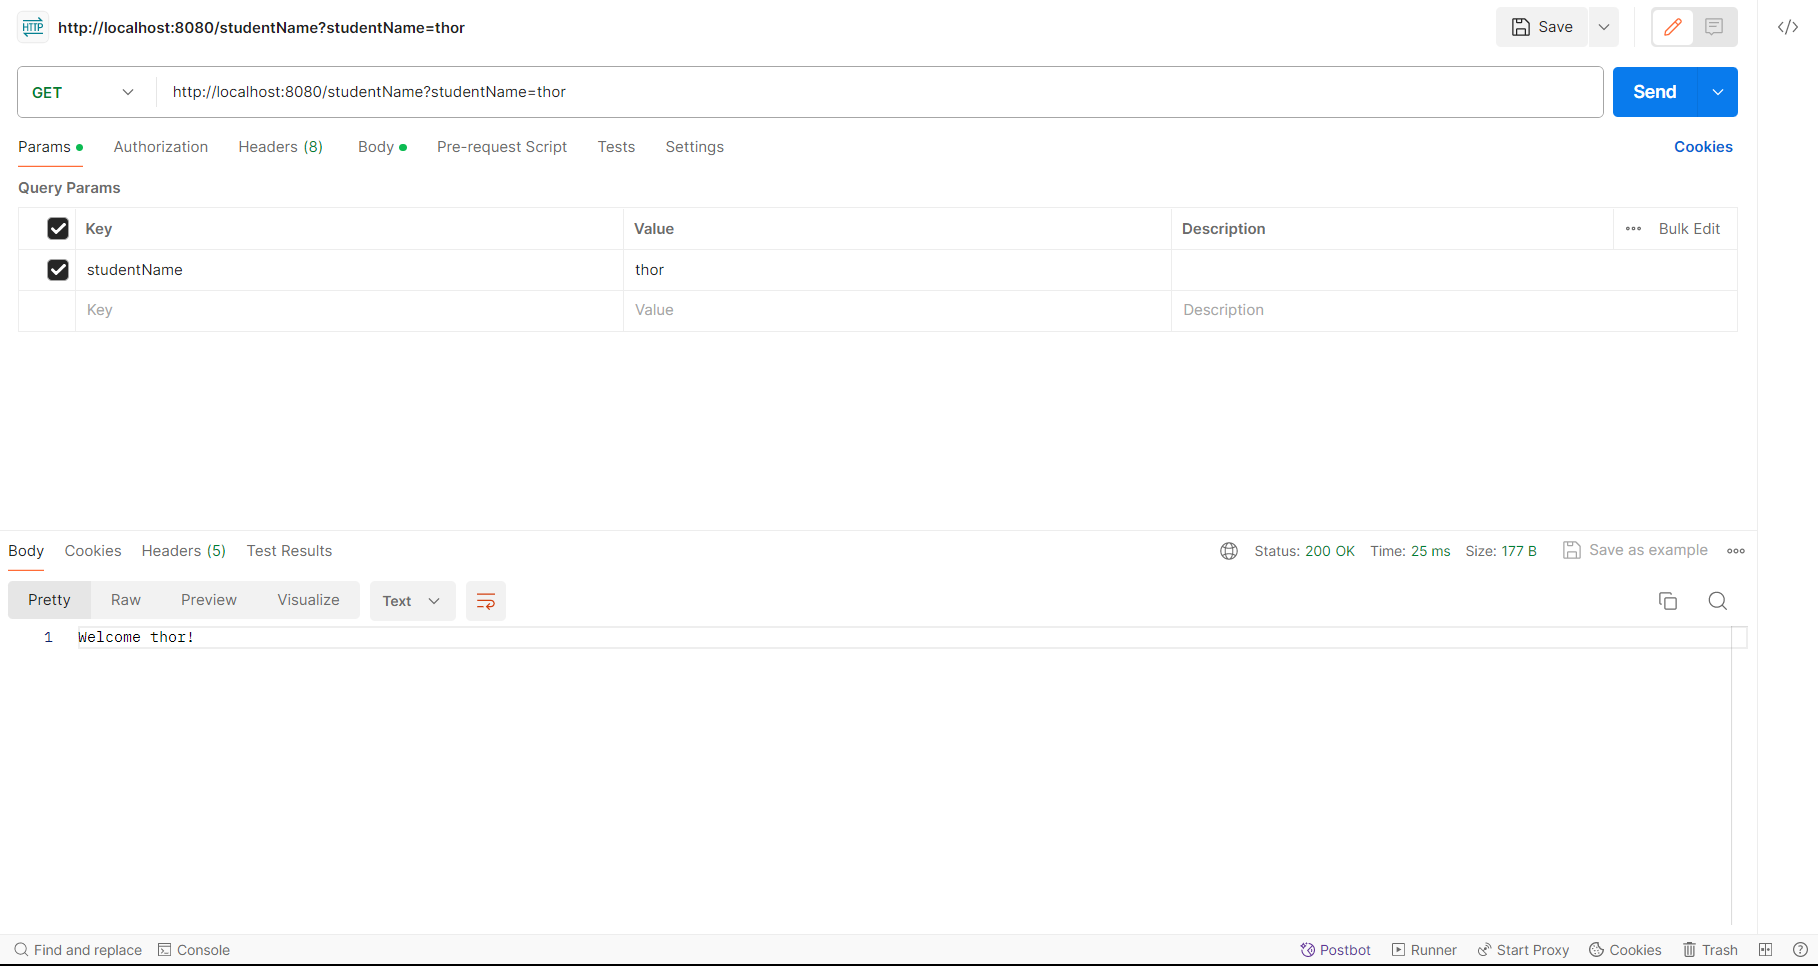 HTTP http://localhost:8080/studentName?studentName=thor Save
GET http://localhost:8080/studentName?studentName=thor Send
Params Authorization Headers (8) Body Pre-request Script Tests Settings Cookies
Query Params
Key Value Description Bulk Edit
studentName thor
Key Value Description
Body Cookies Headers (5) Test Results Status: 200 OK Time: 25 ms Size: 177 B Save as example
Pretty Raw Preview Visualize Text
1 Welcome thor!
Find and replace Console Postbot Runner Start Proxy Cookies Trash